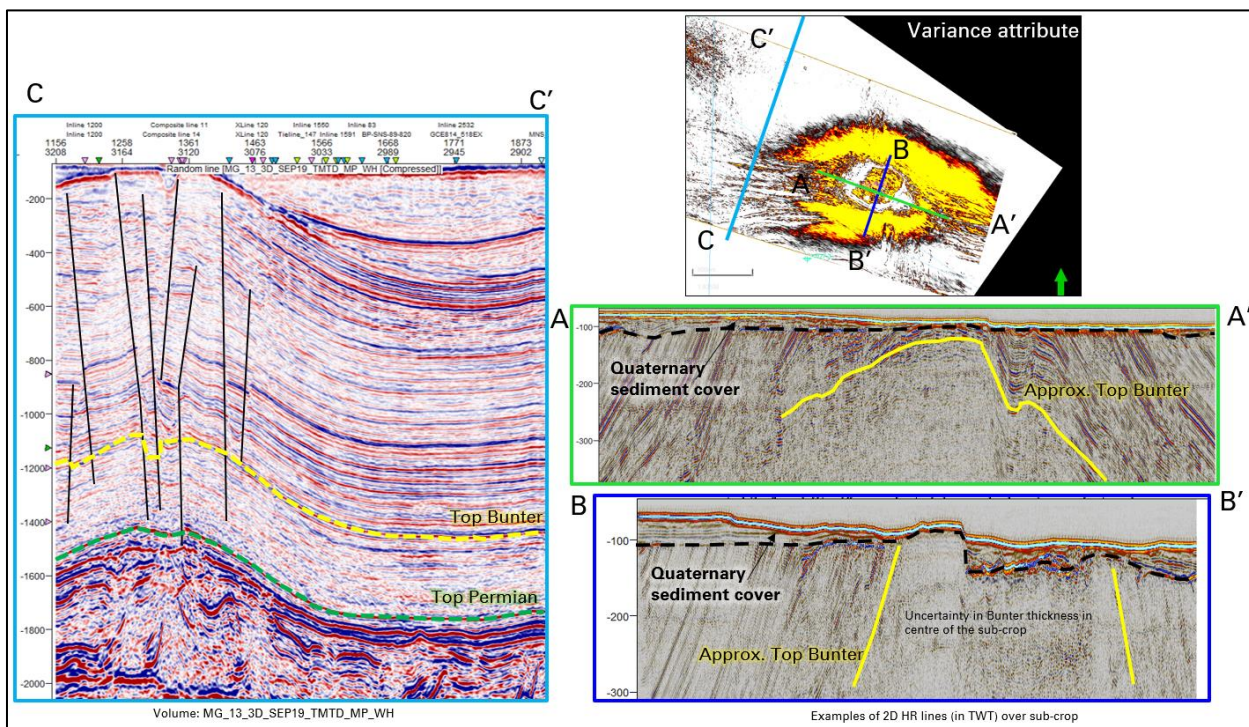 C
C'
Inline 1200 Composite line 11 XLine 120 Inline 1550 Inline 83 Inline 2532
Inline 1200 Composite line 14 XLine 120 Tieline_147 Inline 1591 BP-SNS-89-820 GCE814_518EX MNS
1156 1258 1361 1463 1566 1668 1771 1873
3208 3164 3120 3076 3033 2989 2945 2902
Random line [MG_13_3D_SEP19_TMTD_MP_WH [Compressed]]
-200
-400
-600
-800
-1000
-1200
-1400
-1600
-1800
-2000
Top Bunter
Top Permian
Volume: MG_13_3D_SEP19_TMTD_MP_WH
Variance attribute
C'
B
A
A'
C
B'
A
A'
-100
-200
-300
Quaternary
sediment cover
Approx. Top Bunter
B
B'
-100
-200
-300
Quaternary
sediment cover
Uncertainty in Bunter thickness in
centre of the sub-crop
Approx. Top Bunter
Examples of 2D HR lines (in TWT) over sub-crop